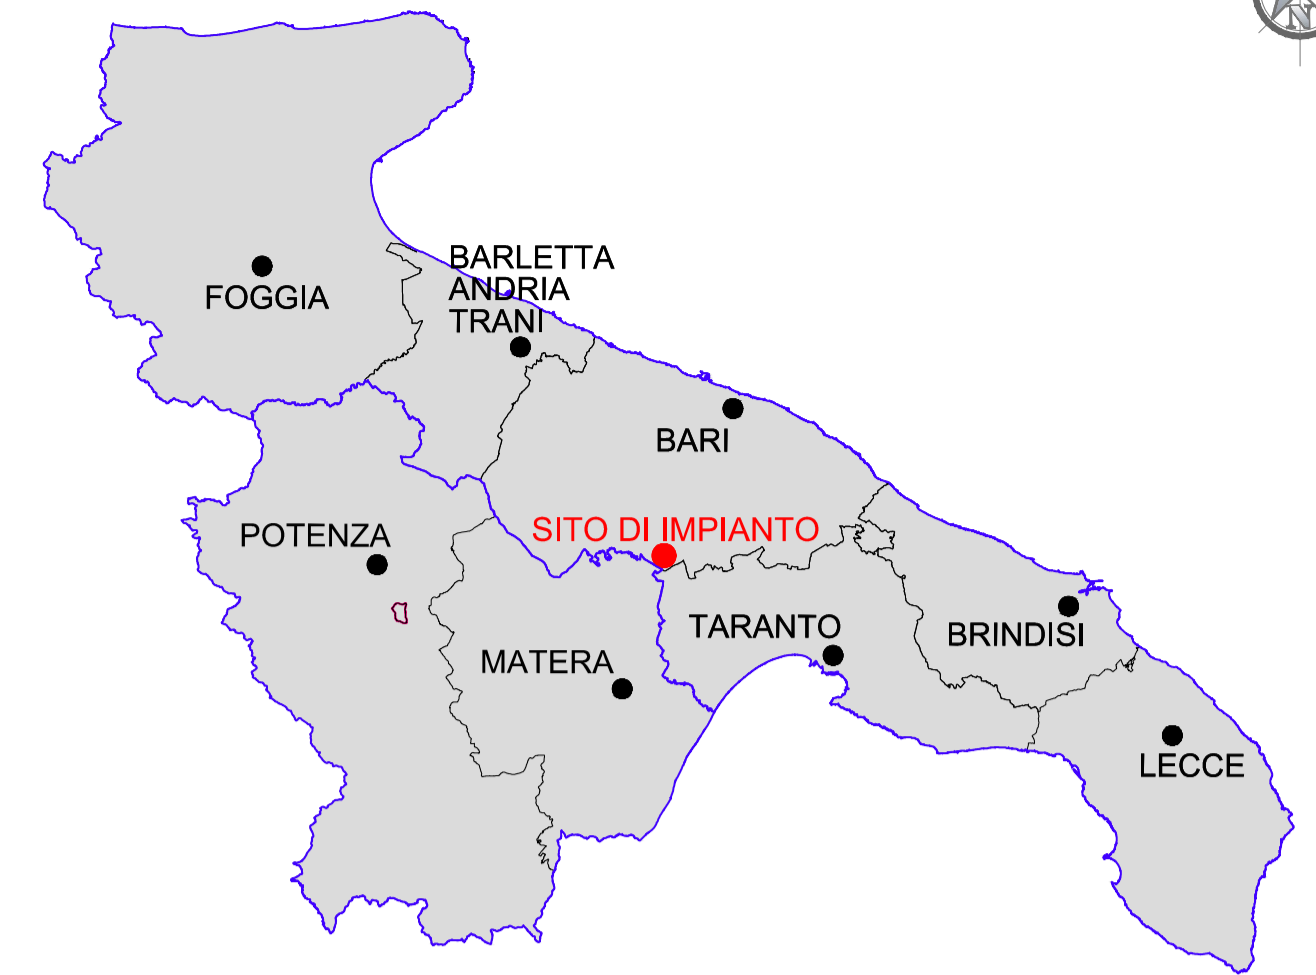 N
BARLETTA
ANDRIA
TRANI
FOGGIA
BARI
SITO DI IMPIANTO
POTENZA
TARANTO
BRINDISI
MATERA
LECCE